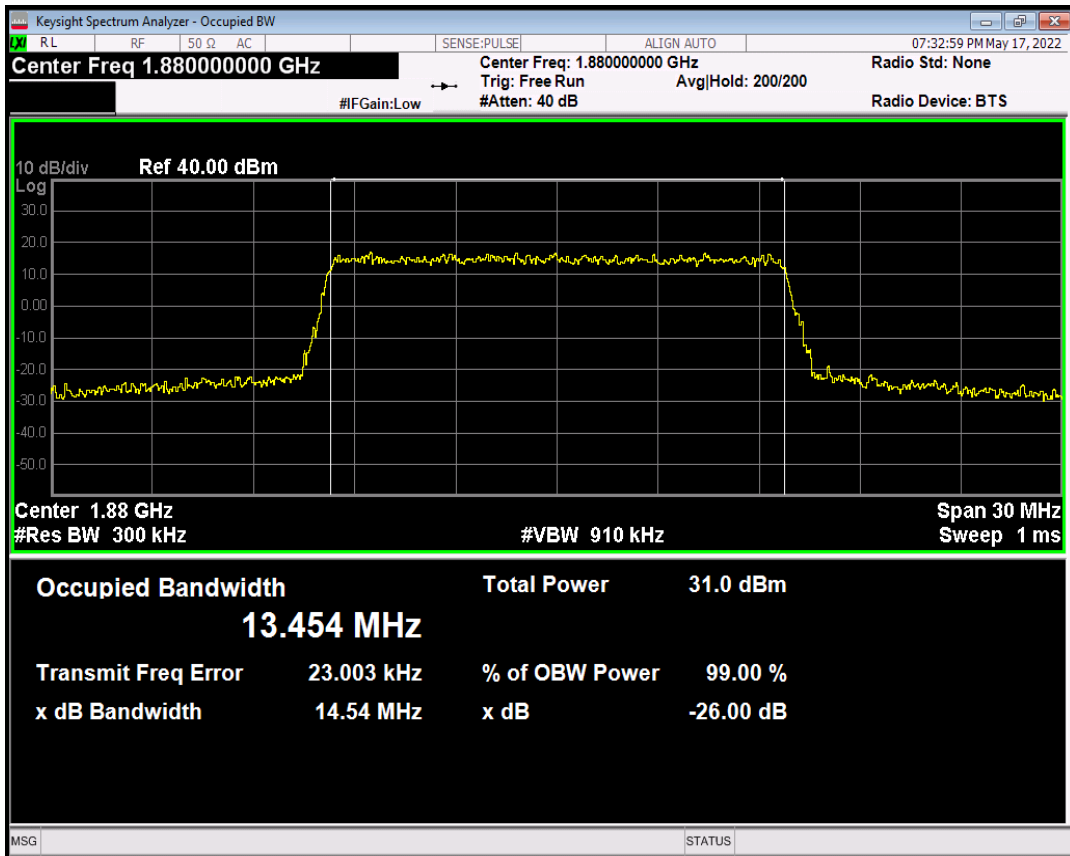 Keysight Spectrum Analyzer - Occupied BW
LXI RL RF 50 Ω AC SENSE:PULSE ALIGN AUTO 07:32:59 PM May 17, 2022
Center Freq 1.880000000 GHz Center Freq: 1.880000000 GHz Radio Std: None
Trig: Free Run Avg|Hold: 200/200
#IFGain:Low #Atten: 40 dB Radio Device: BTS
10 dB/div Ref 40.00 dBm
Log
30.0
20.0
10.0
0.00
-10.0
-20.0
-30.0
-40.0
-50.0
Center 1.88 GHz Span 30 MHz
#Res BW 300 kHz #VBW 910 kHz Sweep 1 ms
Occupied Bandwidth Total Power 31.0 dBm
13.454 MHz
Transmit Freq Error 23.003 kHz % of OBW Power 99.00 %
x dB Bandwidth 14.54 MHz x dB -26.00 dB
MSG STATUS